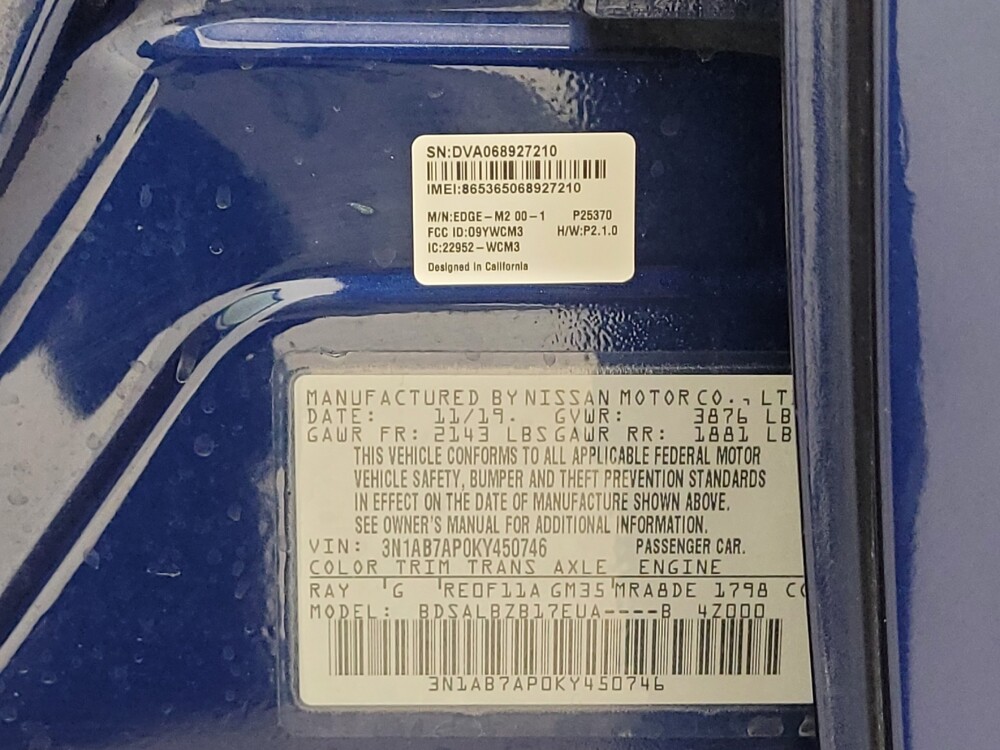 SN:DVA068927210
IMEI:865365068927210
M/N:EDGE-M2 00-1 P25370
FCC ID:O9YWCM3 H/W:P2.1.0
IC:22952-WCM3
Designed in California
MANUFACTURED BY NISSAN MOTOR CO., LT
DATE: 11/19. GVWR: 3876 LB
GAWR FR: 2143 LBS GAWR RR: 1881 LB
THIS VEHICLE CONFORMS TO ALL APPLICABLE FEDERAL MOTOR
VEHICLE SAFETY, BUMPER AND THEFT PREVENTION STANDARDS
IN EFFECT ON THE DATE OF MANUFACTURE SHOWN ABOVE.
SEE OWNER'S MANUAL FOR ADDITIONAL INFORMATION.
VIN: 3N1AB7AP0KY450746 PASSENGER CAR.
COLOR TRIM TRANS AXLE ENGINE
RAY G RE0F11A GM35 MRA8DE 1798 CC
MODEL: BDSALBZB17EUA----B 4Z000
3N1AB7AP0KY450746